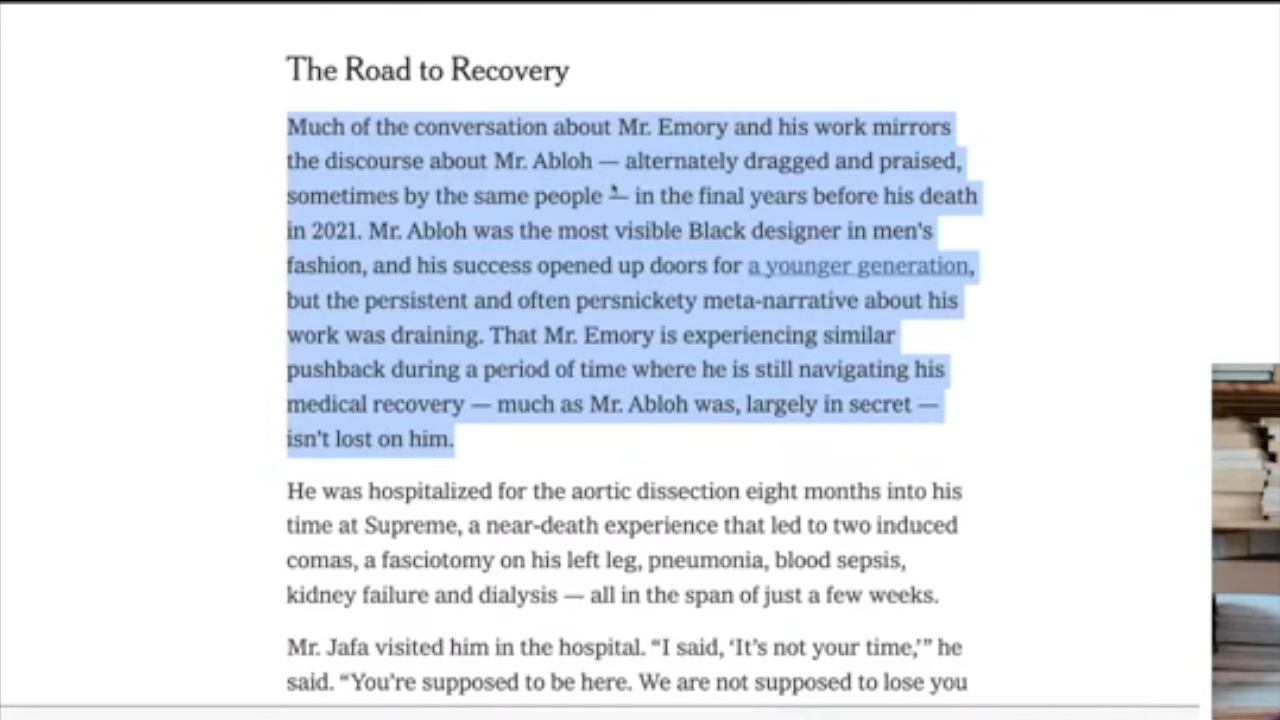 The Road to Recovery
Much of the conversation about Mr. Emory and his work mirrors
the discourse about Mr. Abloh — alternately dragged and praised,
sometimes by the same people — in the final years before his death
in 2021. Mr. Abloh was the most visible Black designer in men's
fashion, and his success opened up doors for a younger generation,
but the persistent and often persnickety meta-narrative about his
work was draining. That Mr. Emory is experiencing similar
pushback during a period of time where he is still navigating his
medical recovery — much as Mr. Abloh was, largely in secret —
isn't lost on him.
He was hospitalized for the aortic dissection eight months into his
time at Supreme, a near-death experience that led to two induced
comas, a fasciotomy on his left leg, pneumonia, blood sepsis,
kidney failure and dialysis — all in the span of just a few weeks.
Mr. Jafa visited him in the hospital. “I said, ‘It’s not your time,’” he
said. “You’re supposed to be here. We are not supposed to lose you